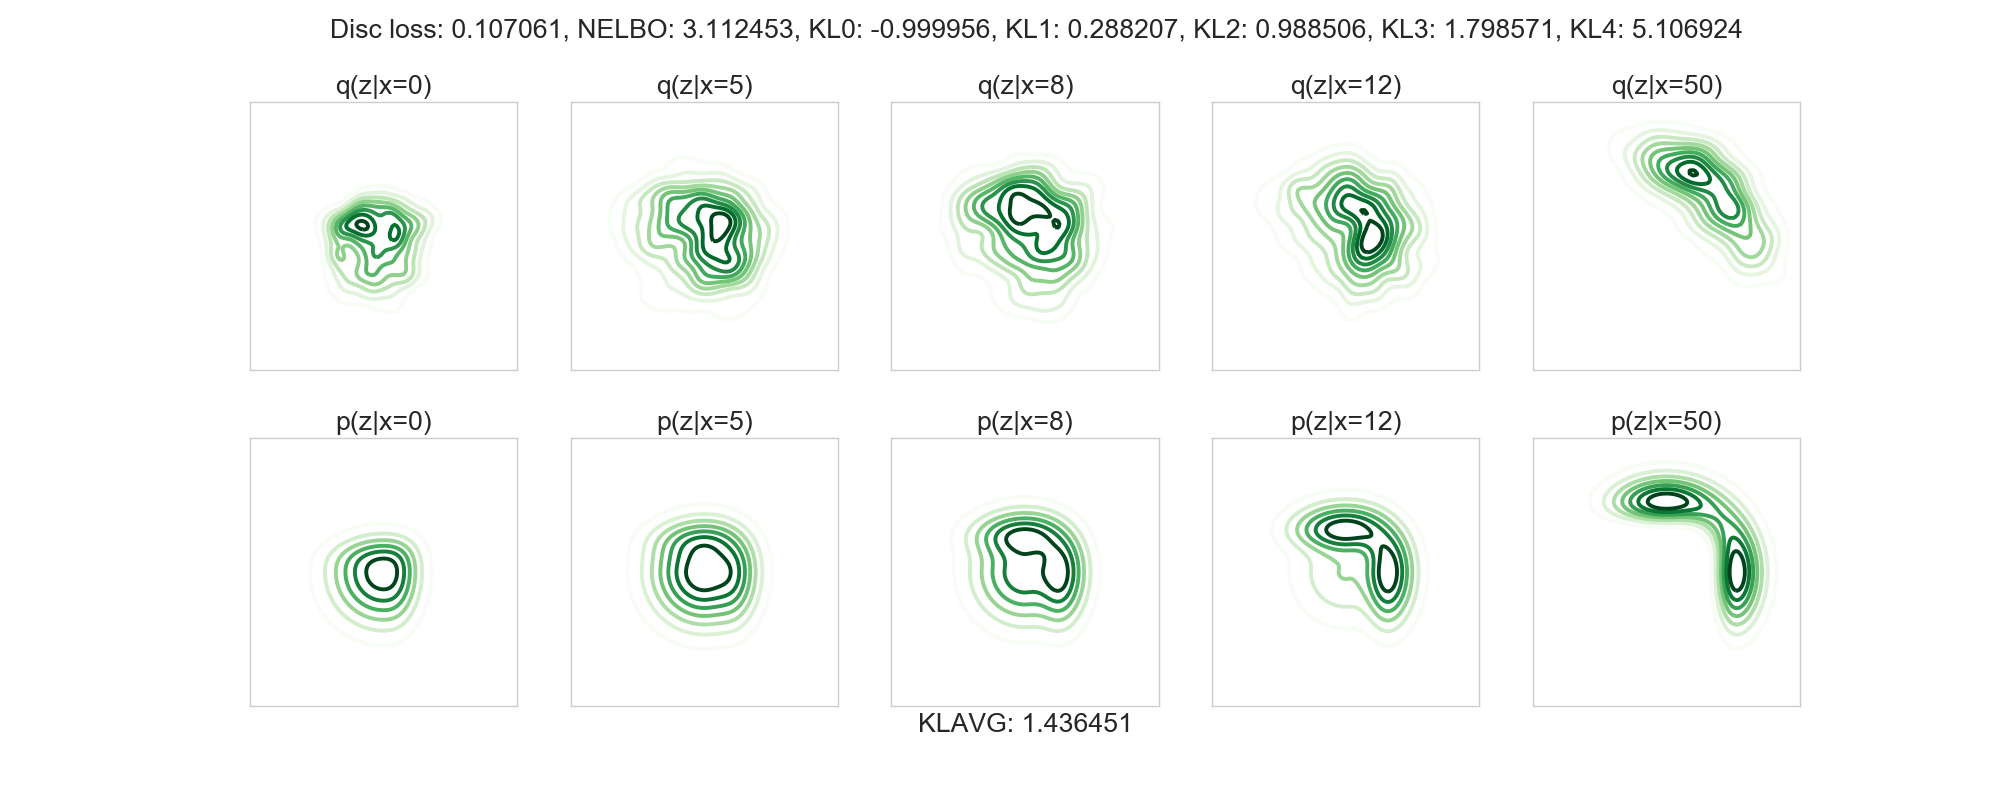 Disc loss: 0.107061, NELBO: 3.112453, KL0: -0.999956, KL1: 0.288207, KL2: 0.988506, KL3: 1.798571, KL4: 5.106924
q(z|x=0)
q(z|x=5)
q(z|x=8)
q(z|x=12)
q(z|x=50)
p(z|x=0)
p(z|x=5)
p(z|x=8)
p(z|x=12)
p(z|x=50)
KLAVG: 1.436451